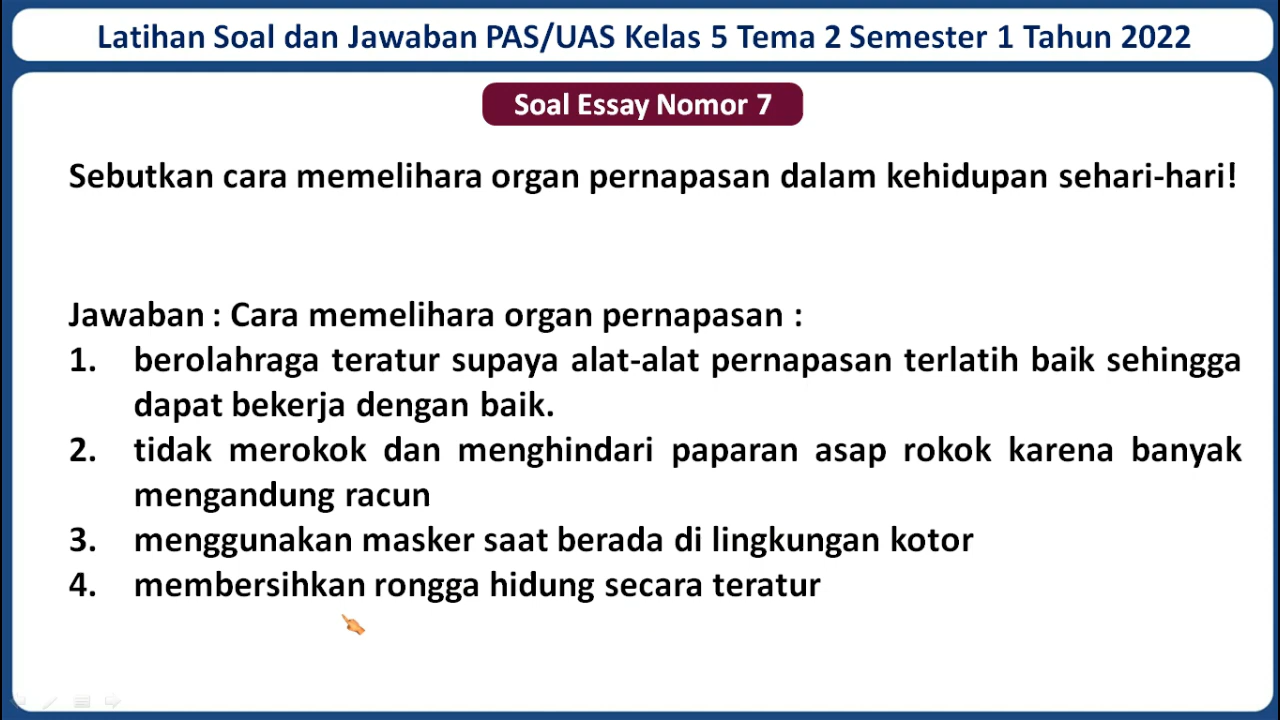 Latihan Soal dan Jawaban PAS/UAS Kelas 5 Tema 2 Semester 1 Tahun 2022
Soal Essay Nomor 7
Sebutkan cara memelihara organ pernapasan dalam kehidupan sehari-hari!
Jawaban : Cara memelihara organ pernapasan :
1. berolahraga teratur supaya alat-alat pernapasan terlatih baik sehingga
dapat bekerja dengan baik.
2. tidak merokok dan menghindari paparan asap rokok karena banyak
mengandung racun
3. menggunakan masker saat berada di lingkungan kotor
4. membersihkan rongga hidung secara teratur